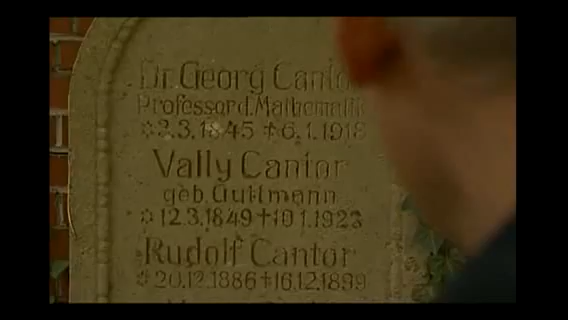 Dr. Georg Canto
Professor d. Mathemati
✩ 2.3.1845 ✝ 6.1.1918
Vally Cantor
geb. Guttmann
✩ 12.3.1849 ✝ 10.1.1923
Rudolf Cantor
✩ 20.12.1886 ✝ 16.12.1899